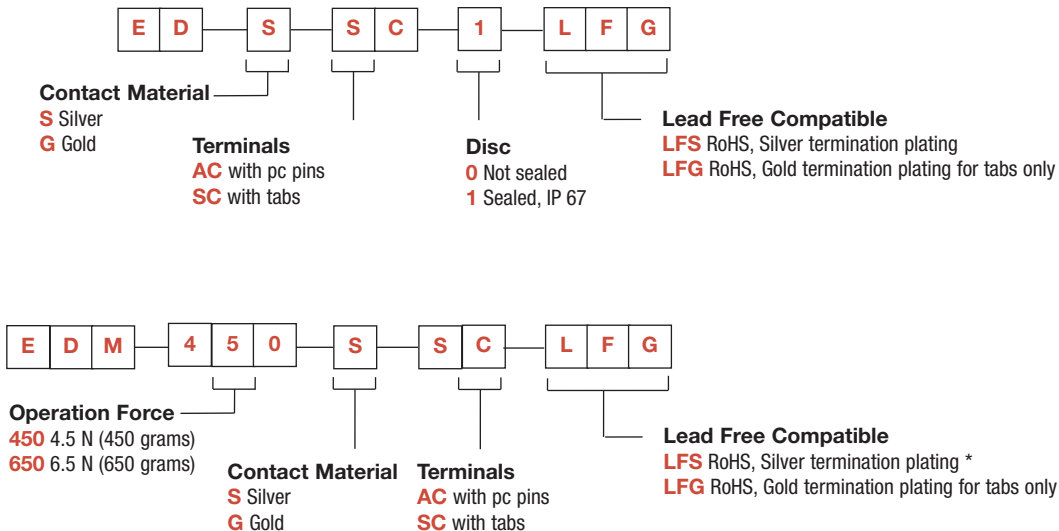 E D S S C 1 L F G
Contact Material
S Silver
G Gold
Terminals
AC with pc pins
SC with tabs
Disc
0 Not sealed
1 Sealed, IP 67
Lead Free Compatible
LFS RoHS, Silver termination plating
LFG RoHS, Gold termination plating for tabs only
E D M 4 5 0 S S C L F G
Operation Force
450 4.5 N (450 grams)
650 6.5 N (650 grams)
Contact Material
S Silver
G Gold
Terminals
AC with pc pins
SC with tabs
Lead Free Compatible
LFS RoHS, Silver termination plating *
LFG RoHS, Gold termination plating for tabs only